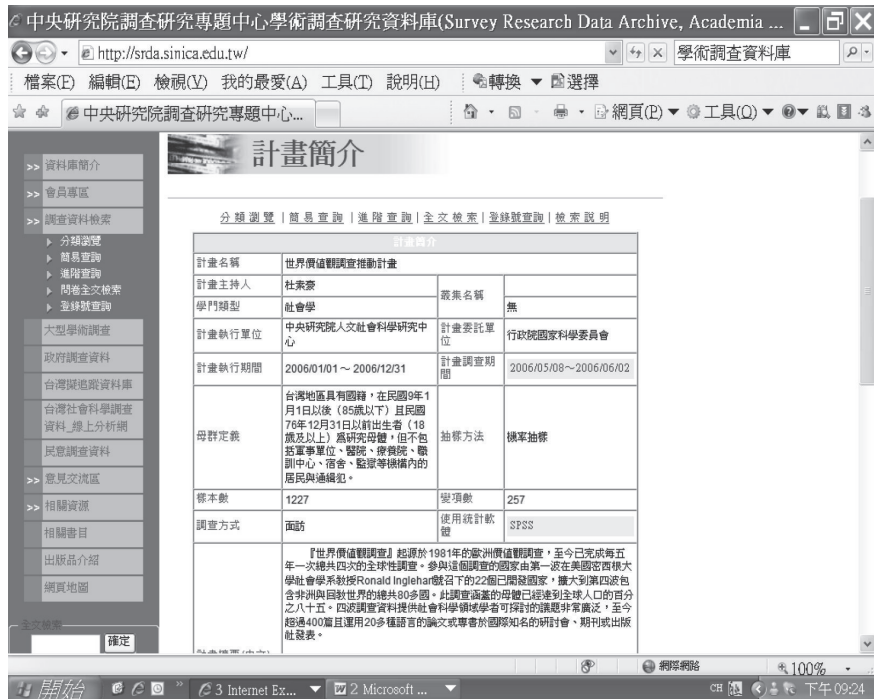 中央研究院調查研究專題中心學術調查研究資料庫(Survey Research Data Archive, Academia ...
http://srda.sinica.edu.tw/
學術調查資料庫
檔案(F) 編輯(E) 檢視(V) 我的最愛(A) 工具(T) 說明(H) 轉換 選擇
中央研究院調查研究專題中心...
網頁(P) 工具(O)
計畫簡介
>> 資料庫簡介
>> 會員專區
>> 調查資料檢索
分類瀏覽
簡易查詢
進階查詢
問卷全文檢索
登錄號查詢
大型學術調查
政府調查資料
台灣擬追蹤資料庫
台灣社會科學調查
資料_線上分析網
民意調查資料
>> 意見交流區
>> 相關資源
相關書目
出版品介紹
網頁地圖
全文檢索
確定
分類瀏覽 | 簡易查詢 | 進階查詢 | 全文檢索 | 登錄號查詢 | 檢索說明
計畫簡介
計畫名稱 世界價值觀調查推動計畫
計畫主持人 杜素豪
叢集名稱
學門類型 社會學 無
計畫執行單位 中央研究院人文社會科學研究中
心
計畫委託單
位
行政院國家科學委員會
計畫執行期間 2006/01/01～2006/12/31
計畫調查期
間
2006/05/08～2006/06/02
母群定義
台灣地區具有國籍，在民國9年1
月1日以後（85歲以下）且民國
76年12月31日以前出生者（18
歲及以上）為研究母體，但不包
括軍事單位、醫院、療養院、職
訓中心、宿舍、監獄等機構內的
居民與通緝犯。
抽樣方法 機率抽樣
樣本數 1227 變項數 257
調查方式 面訪
使用統計軟
體
SPSS
『世界價值觀調查』起源於1981年的歐洲價值觀調查，至今已完成每五
年一次總共四次的全球性調查。參與這個調查的國家由第一波在美國密西根大
學社會學系教授Ronald Inglehart號召下的22個已開發國家，擴大到第四波包
含非洲與回教世界的總共80多國。此調查涵蓋的母體已經達到全球人口的百分
之八十五。四波調查資料提供社會科學領域學者可探討的議題非常廣泛，至今
超過400篇且運用20多種語言的論文或專書於國際知名的研討會、期刊或出版
社發表。
網際網路
100%
開始
3 Internet Ex...
2 Microsoft ...
CH
下午 09:24